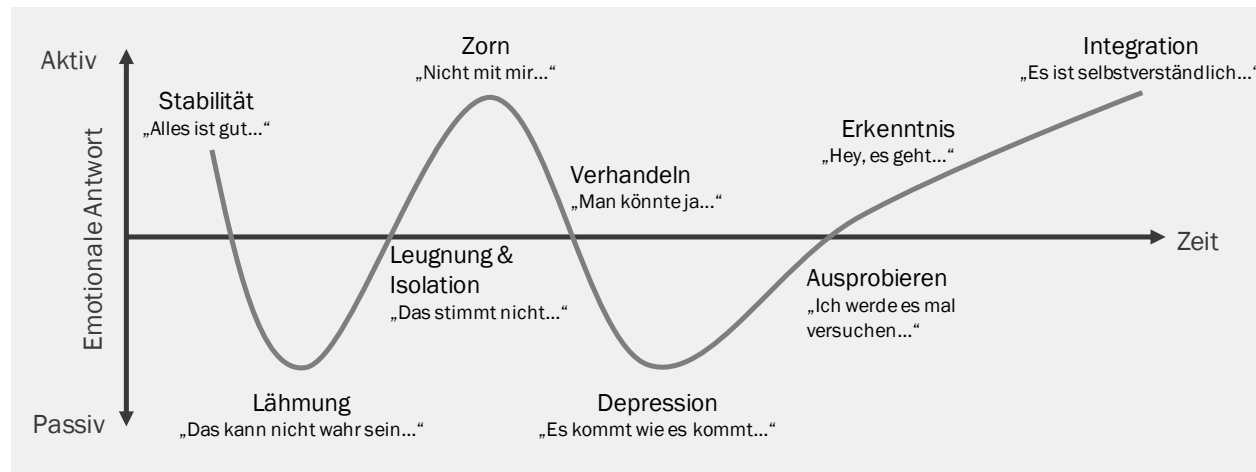 Aktiv
Emotionale Antwort
Passiv
Stabilität
„Alles ist gut...“
Lähmung
„Das kann nicht wahr sein...“
Zorn
„Nicht mit mir...“
Leugnung &
Isolation
„Das stimmt nicht...“
Verhandeln
„Man könnte ja...“
Depression
„Es kommt wie es kommt...“
Ausprobieren
„Ich werde es mal
versuchen...“
Erkenntnis
„Hey, es geht...“
Integration
„Es ist selbstverständlich...“
Zeit